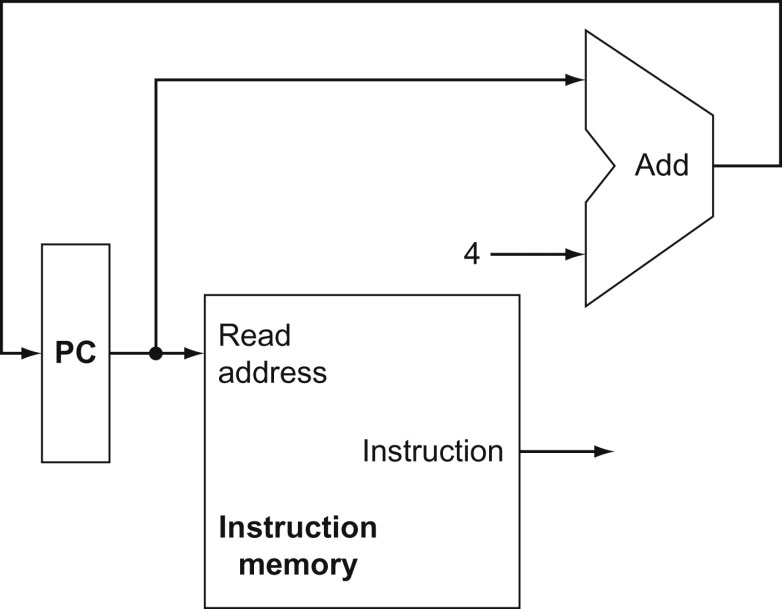 Add
4
PC
Read
address
Instruction
Instruction
memory